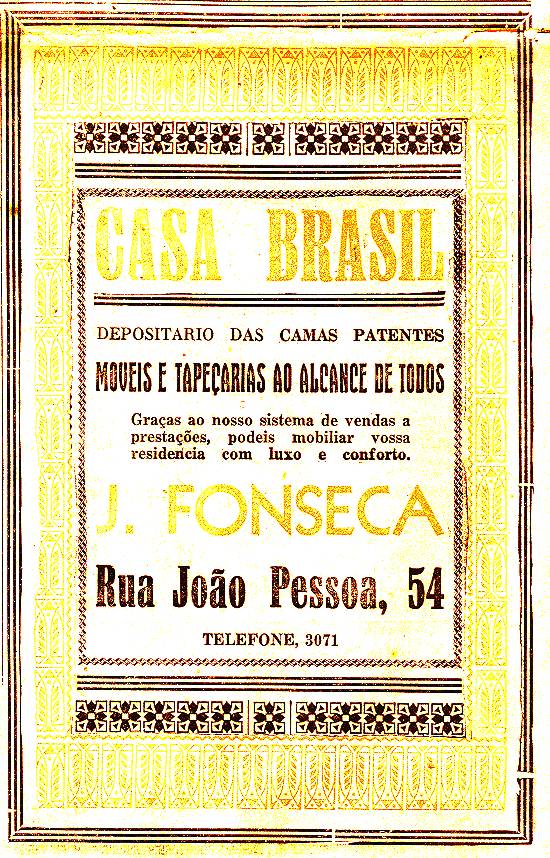 CASA BRASIL
DEPOSITARIO DAS CAMAS PATENTES
MOVEIS E TAPEÇARIAS AO ALCANCE DE TODOS
Graças ao nosso sistema de vendas a
prestações, podeis mobiliar vossa
residencia com luxo e conforto.
J. FONSECA
Rua João Pessoa, 54
TELEFONE, 3071